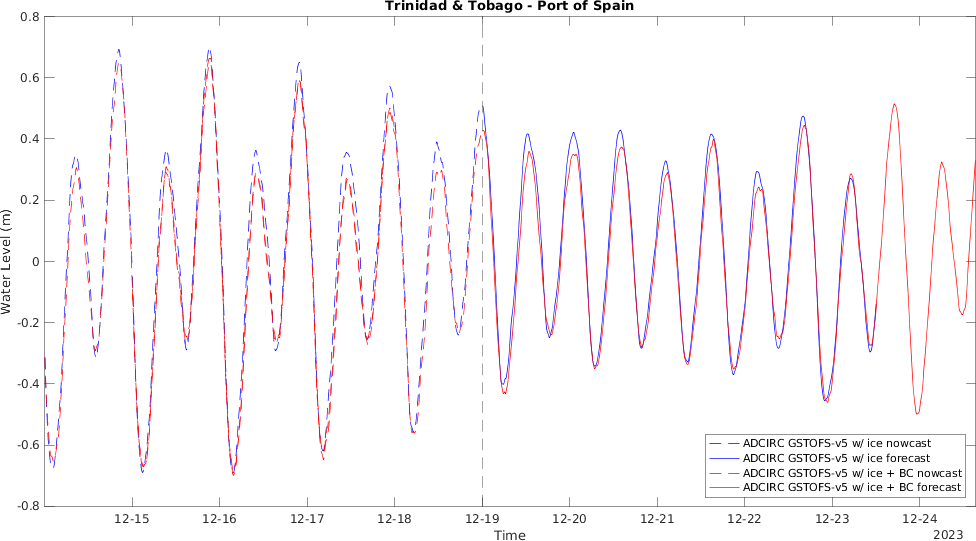 Trinidad & Tobago - Port of Spain
0.8
0.6
0.4
0.2
0
-0.2
-0.4
-0.6
-0.8
Water Level (m)
12-15 12-16 12-17 12-18 12-19 12-20 12-21 12-22 12-23 12-24
Time
2023
ADCIRC GSTOFS-v5 w/ ice nowcast
ADCIRC GSTOFS-v5 w/ ice forecast
ADCIRC GSTOFS-v5 w/ ice + BC nowcast
ADCIRC GSTOFS-v5 w/ ice + BC forecast